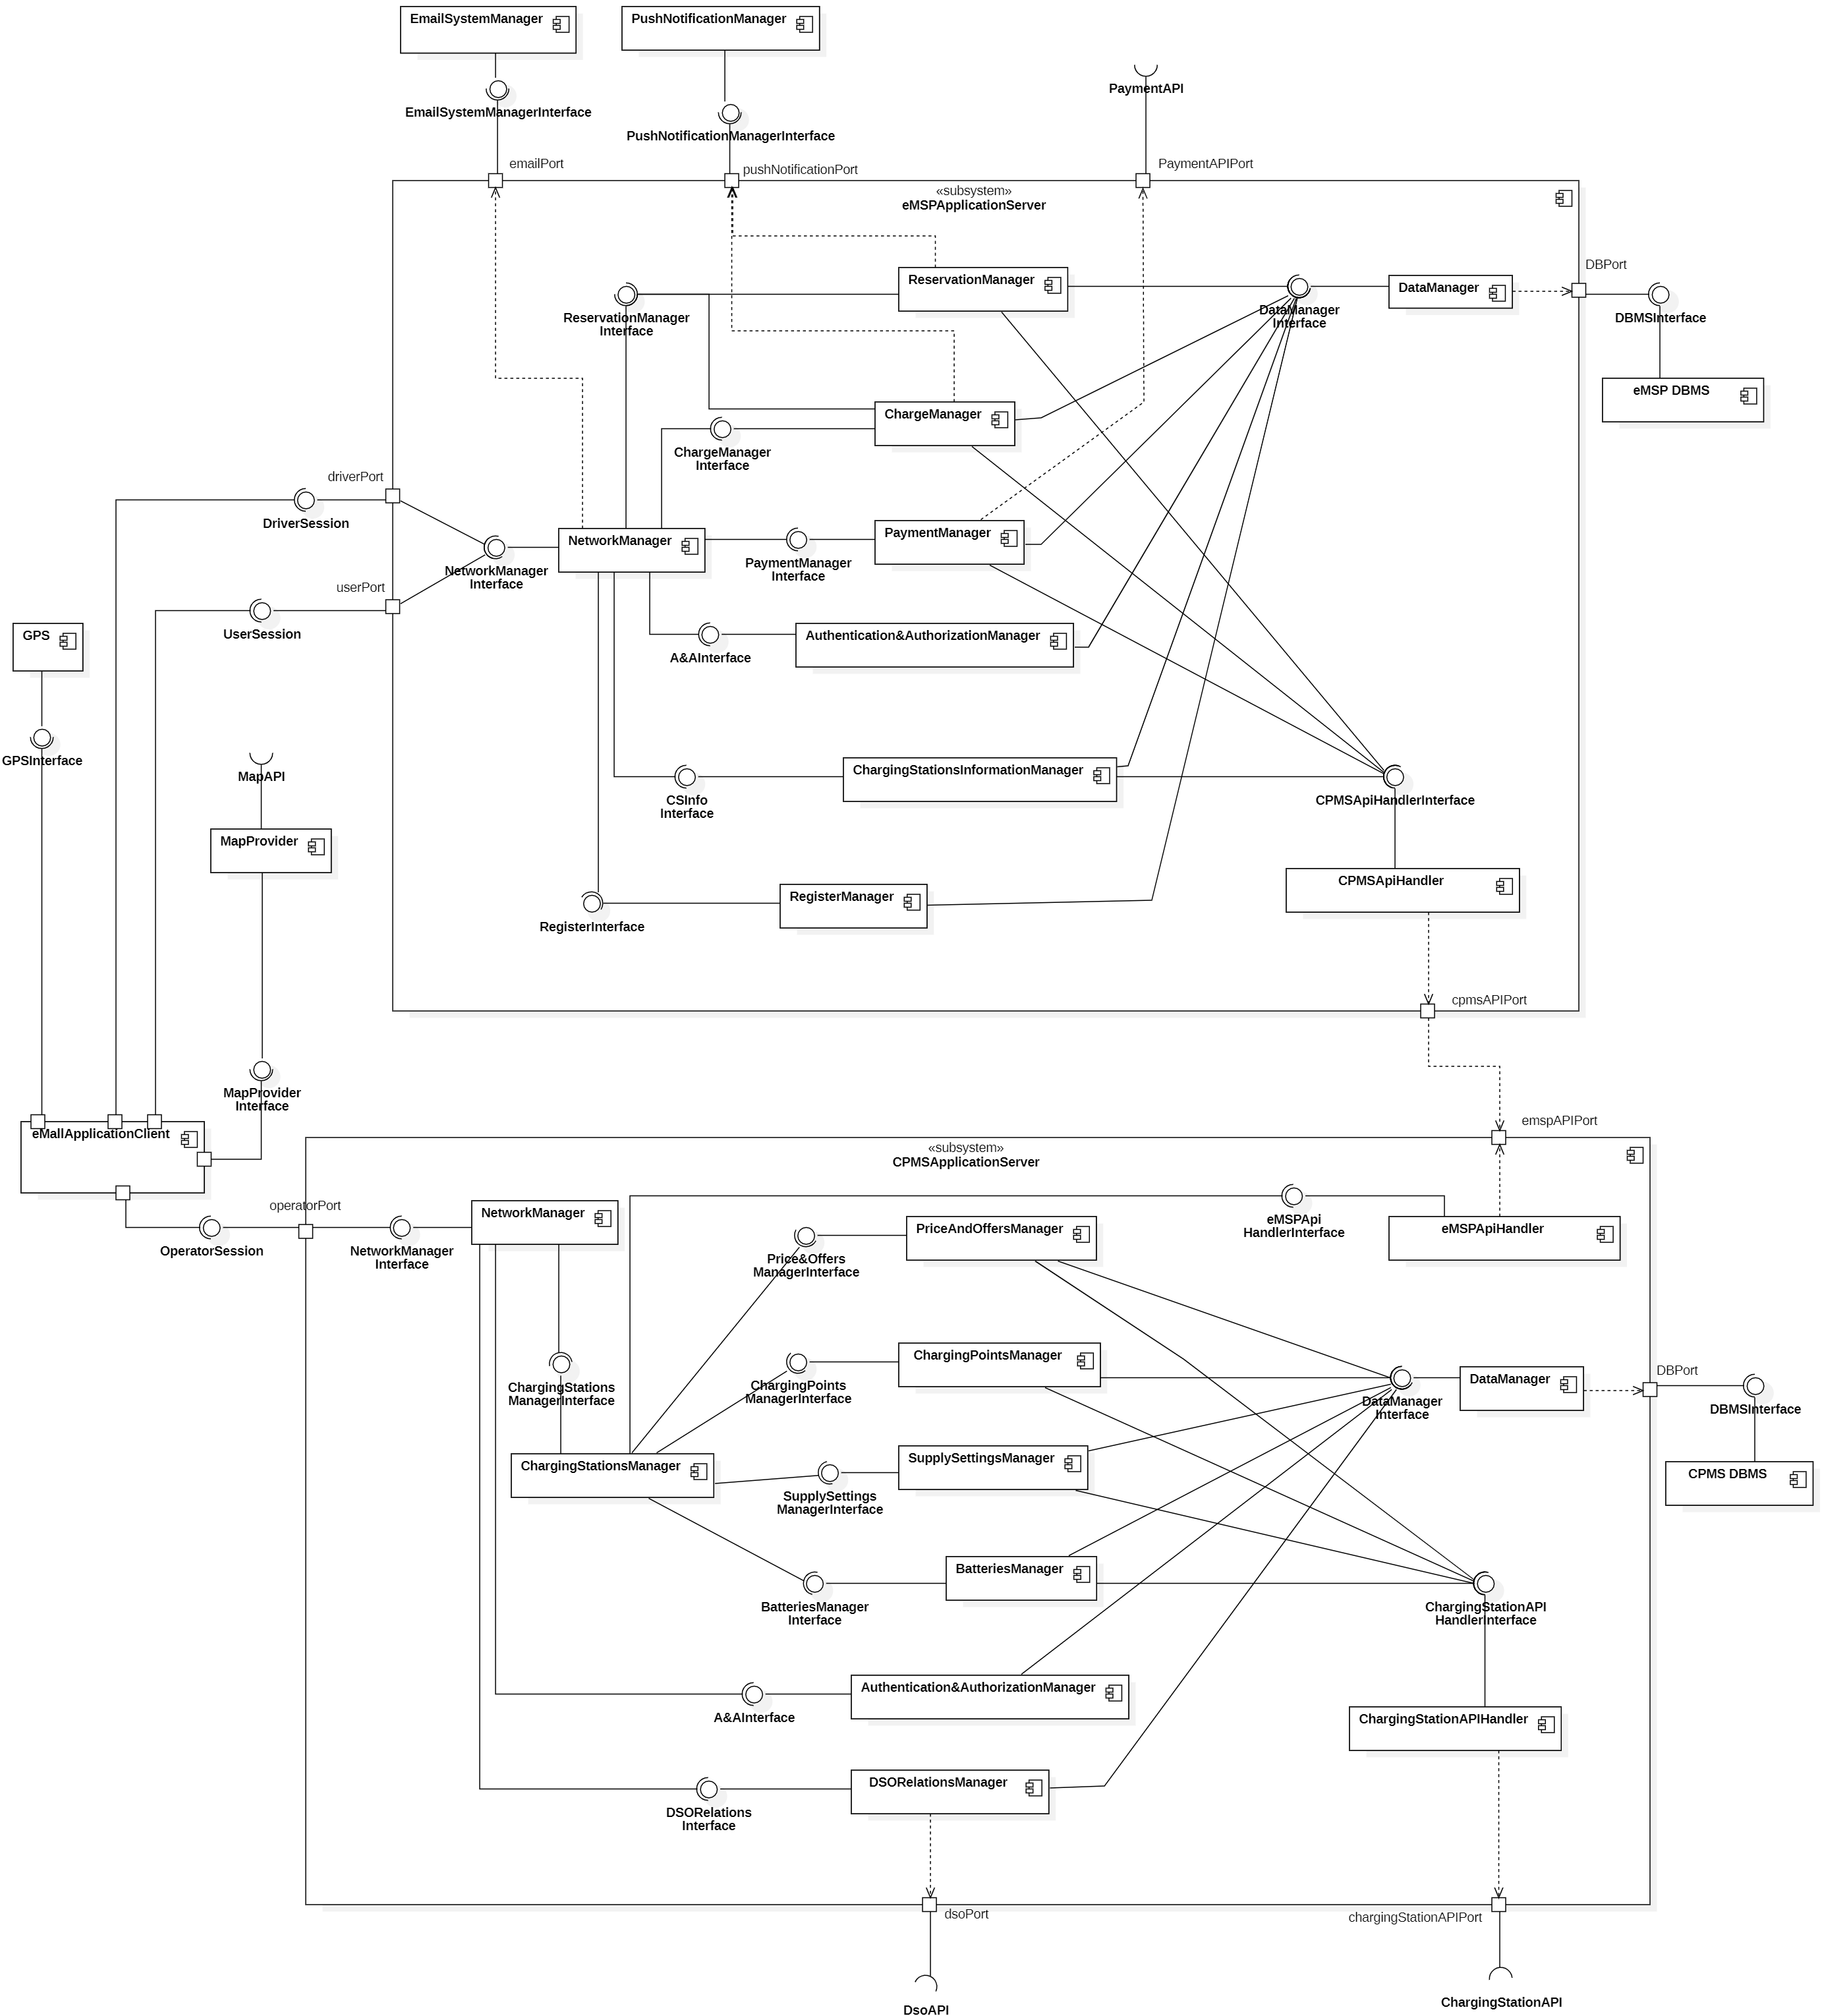 EmailSystemManager
PushNotificationManager
PaymentAPI
EmailSystemManagerInterface
PushNotificationManagerInterface
emailPort
pushNotificationPort
PaymentAPIPort
«subsystem»
eMSPApplicationServer
DBPort
ReservationManager
DataManager
ReservationManager
Interface
DataManager
Interface
DBMSInterface
eMSP DBMS
ChargeManager
ChargeManager
Interface
driverPort
DriverSession
NetworkManager
PaymentManager
NetworkManager
Interface
PaymentManager
Interface
userPort
UserSession
GPS
Authentication&AuthorizationManager
A&AInterface
GPSInterface
MapAPI
ChargingStationsInformationManager
CSInfo
Interface
CPMSApiHandlerInterface
MapProvider
CPMSApiHandler
RegisterManager
RegisterInterface
cpmsAPIPort
MapProvider
Interface
emspAPIPort
eMallApplicationClient
«subsystem»
CPMSApplicationServer
operatorPort
NetworkManager
eMSPApi
HandlerInterface
PriceAndOffersManager
eMSPApiHandler
OperatorSession
NetworkManager
Interface
Price&Offers
ManagerInterface
ChargingPointsManager
DBPort
DataManager
ChargingStations
ManagerInterface
ChargingPoints
ManagerInterface
DataManager
Interface
DBMSInterface
ChargingStationsManager
SupplySettingsManager
CPMS DBMS
SupplySettings
ManagerInterface
BatteriesManager
BatteriesManager
Interface
ChargingStationAPI
HandlerInterface
Authentication&AuthorizationManager
A&AInterface
ChargingStationAPIHandler
DSORelationsManager
DSORelations
Interface
dsoPort
chargingStationAPIPort
DsoAPI
ChargingStationAPI